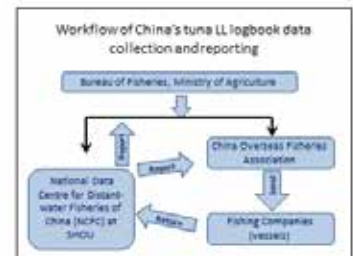 Workflow of China's tuna LL logbook data
collection and reporting
Bureau of Fisheries, Ministry of Agriculture
Report
Report
China Overseas Fisheries
Association
National Data
Centre for Distant-
water Fisheries of
China (NCFC) at
SHOU
Send
Return
Fishing Companies
(vessels)